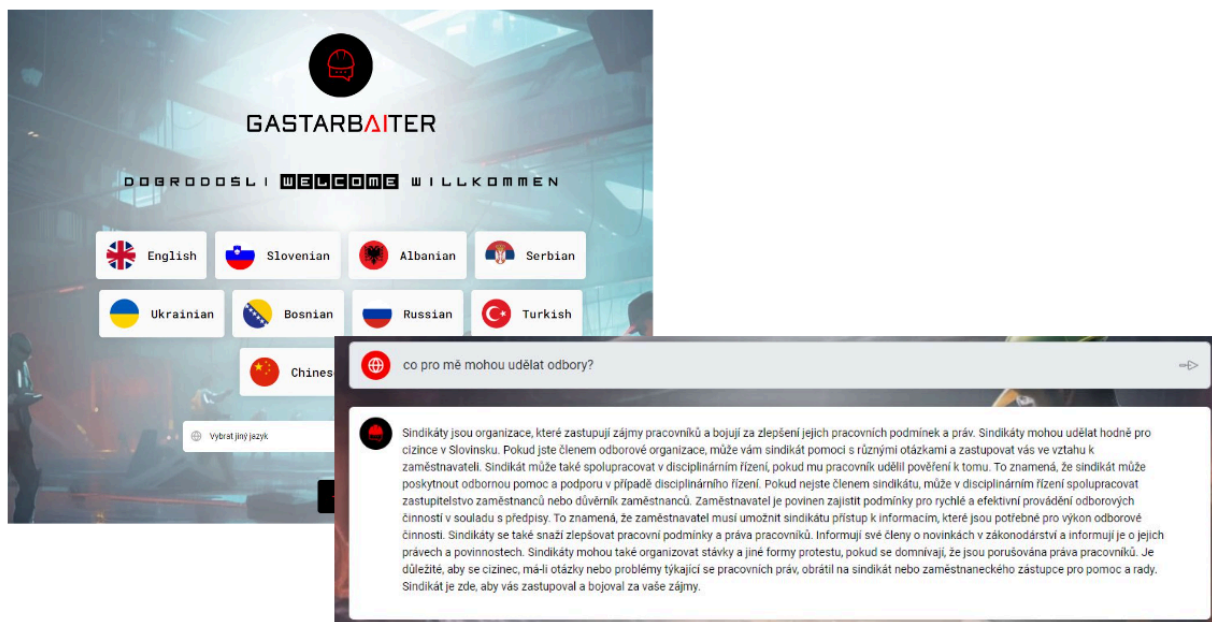 GASTARBAITER
DOBRODOŠLI WELCOME WILLKOMMEN
English Slovenian Albanian Serbian
Ukrainian Bosnian Russian Turkish
Chines
Vybrat jiný jazyk
co pro mě mohou udělat odbory?
Sindikáty jsou organizace, které zastupují zájmy pracovníků a bojují za zlepšení jejich pracovních podmínek a práv. Sindikáty mohou udělat hodně pro
cizince v Slovinsku. Pokud jste členem odborové organizace, může vám sindikát pomoci s různými otázkami a zastupovat vás ve vztahu k
zaměstnavateli. Sindikát může také spolupracovat v disciplinárním řízení, pokud mu pracovník udělil pověření k tomu. To znamená, že sindikát může
poskytnout odbornou pomoc a podporu v případě disciplinárního řízení. Pokud nejste členem sindikátu, může v disciplinárním řízení spolupracovat
zastupitelstvo zaměstnanců nebo důvěrník zaměstnanců. Zaměstnavatel je povinen zajistit podmínky pro rychlé a efektivní provádění odborových
činností v souladu s předpisy. To znamená, že zaměstnavatel musí umožnit sindikátu přístup k informacím, které jsou potřebné pro výkon odborové
činnosti. Sindikáty se také snaží zlepšovat pracovní podmínky a práva pracovníků. Informují své členy o novinkách v zákonodárství a informují je o jejich
právech a povinnostech. Sindikáty mohou také organizovat stávky a jiné formy protestu, pokud se domnívají, že jsou porušována práva pracovníků. Je
důležité, aby se cizinec, má-li otázky nebo problémy týkající se pracovních práv, obrátil na sindikát nebo zaměstnaneckého zástupce pro pomoc a rady.
Sindikát je zde, aby vás zastupoval a bojoval za vaše zájmy.